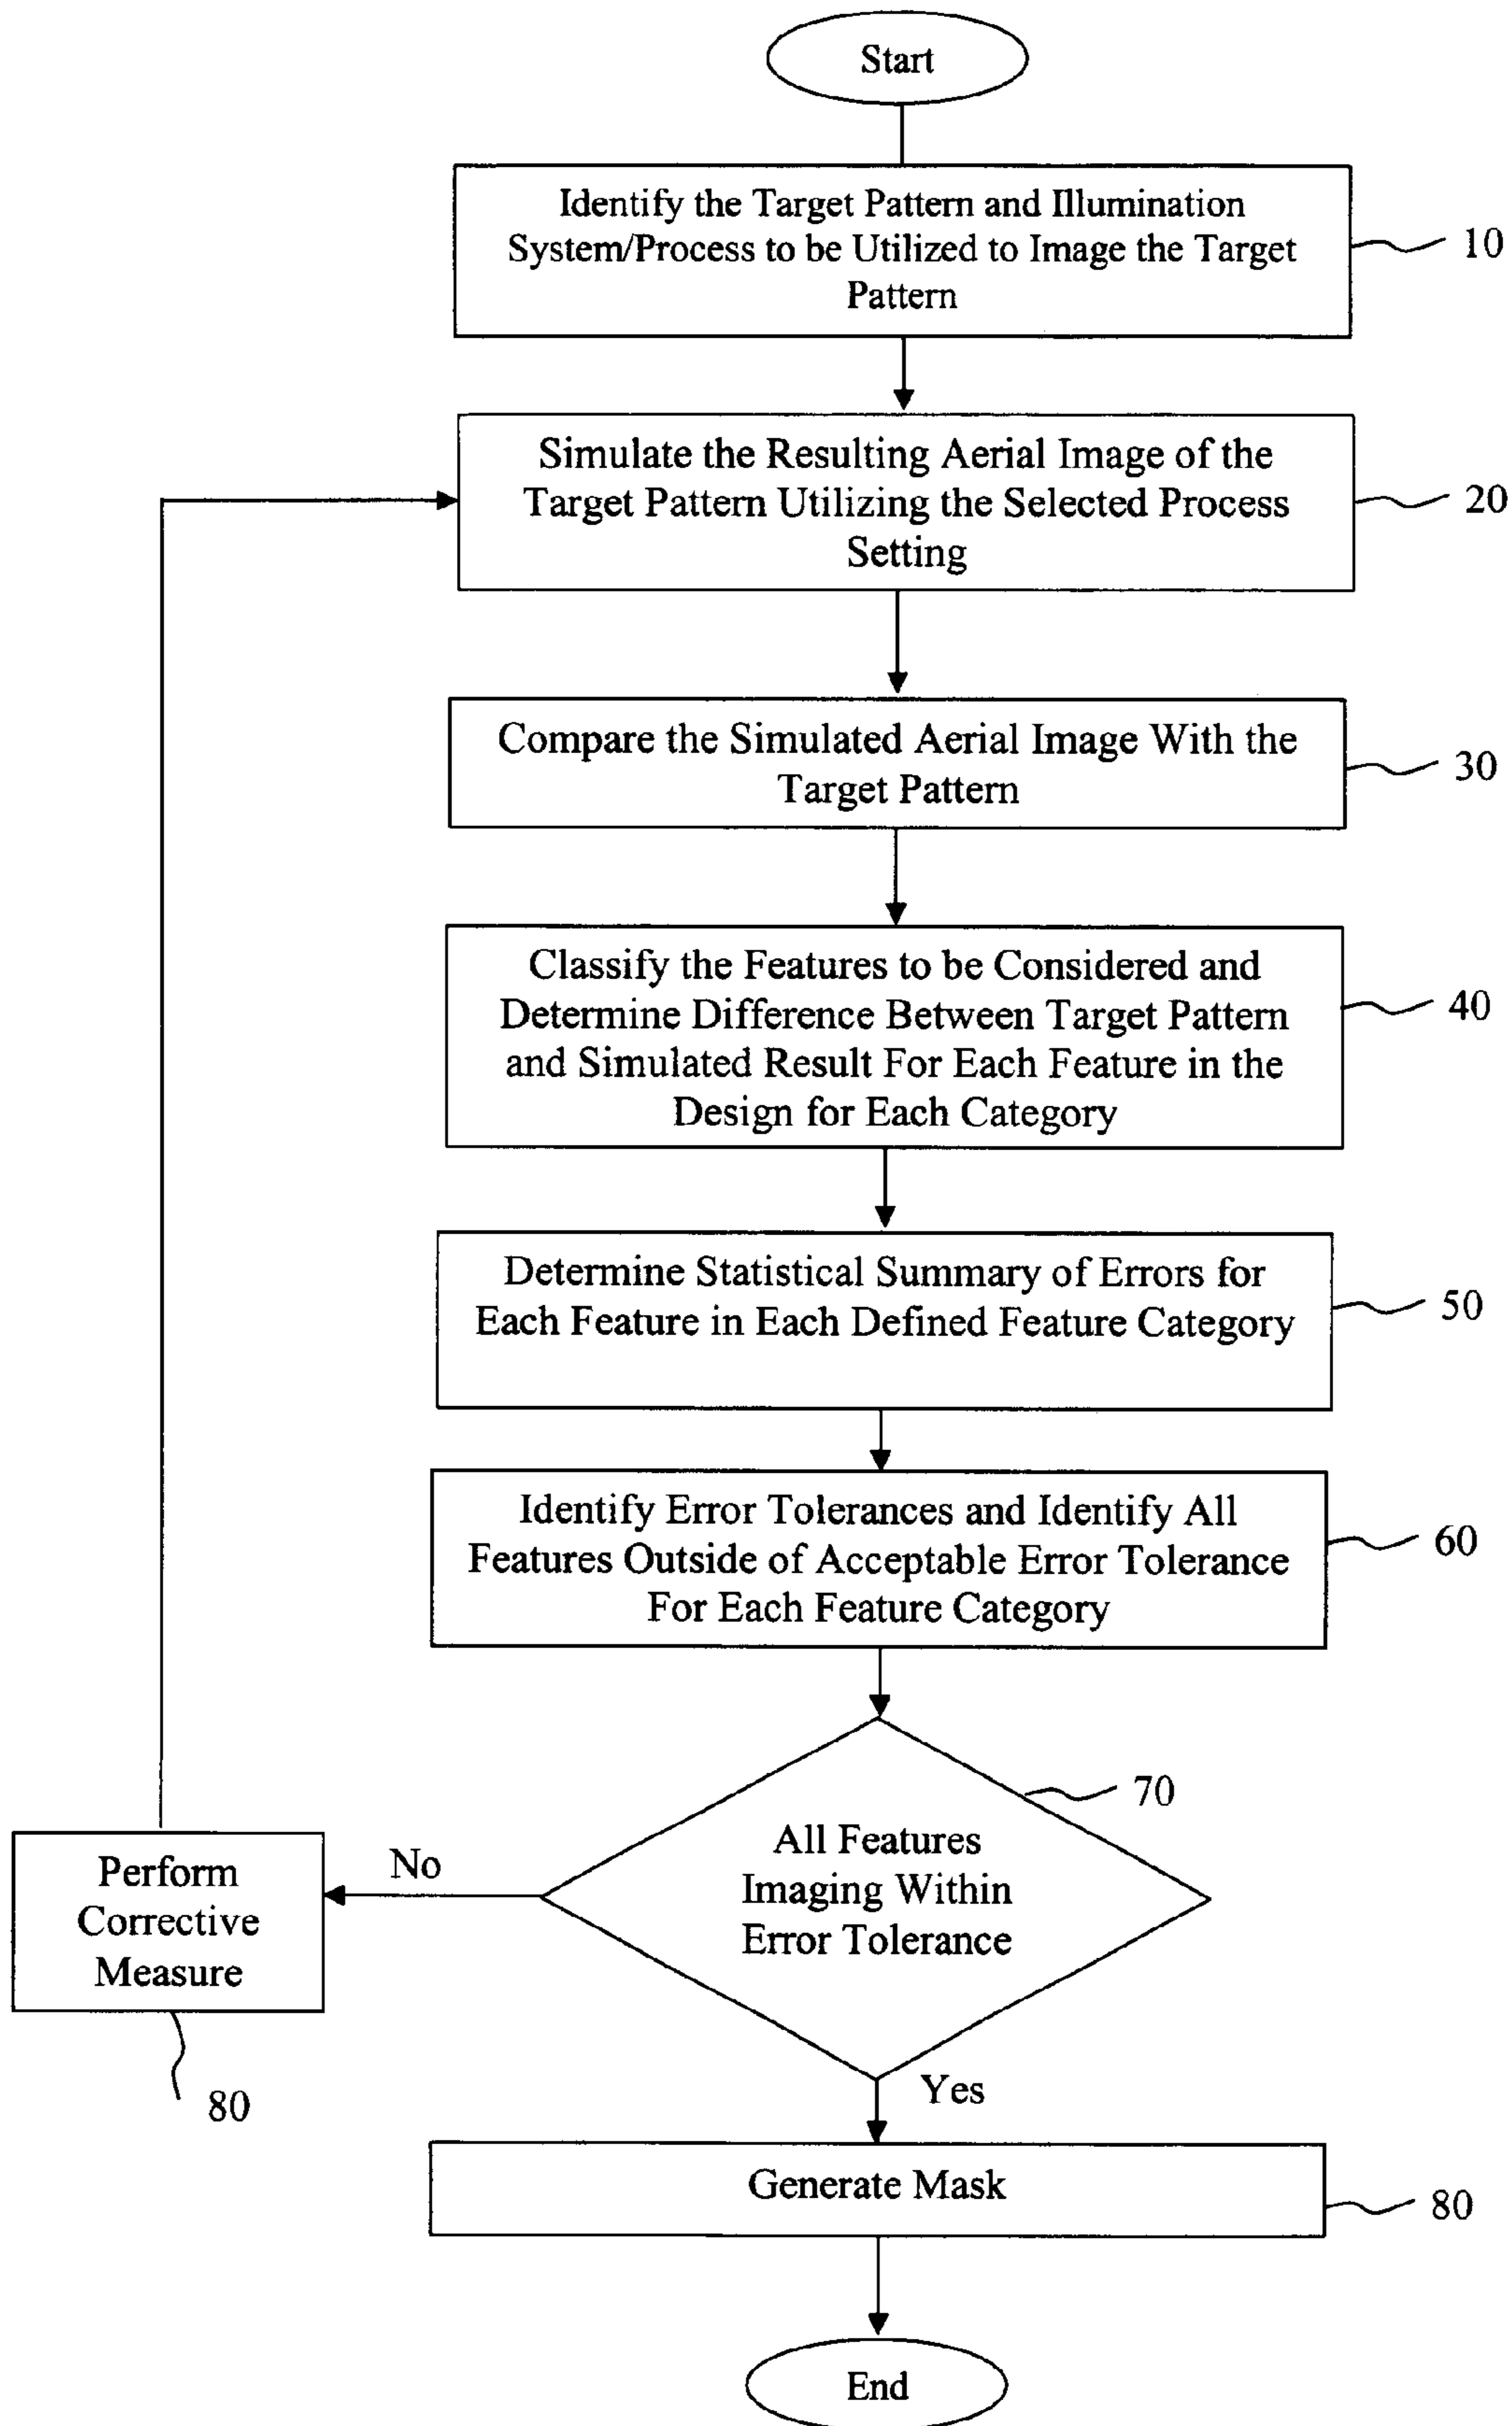 Start
Identify the Target Pattern and Illumination
System/Process to be Utilized to Image the Target
Pattern
10
Simulate the Resulting Aerial Image of the
Target Pattern Utilizing the Selected Process
Setting
20
Compare the Simulated Aerial Image With the
Target Pattern
30
Classify the Features to be Considered and
Determine Difference Between Target Pattern
and Simulated Result For Each Feature in the
Design for Each Category
40
Determine Statistical Summary of Errors for
Each Feature in Each Defined Feature Category
50
Identify Error Tolerances and Identify All
Features Outside of Acceptable Error Tolerance
For Each Feature Category
60
All Features
Imaging Within
Error Tolerance
70
No
Perform
Corrective
Measure
80
Yes
Generate Mask
80
End